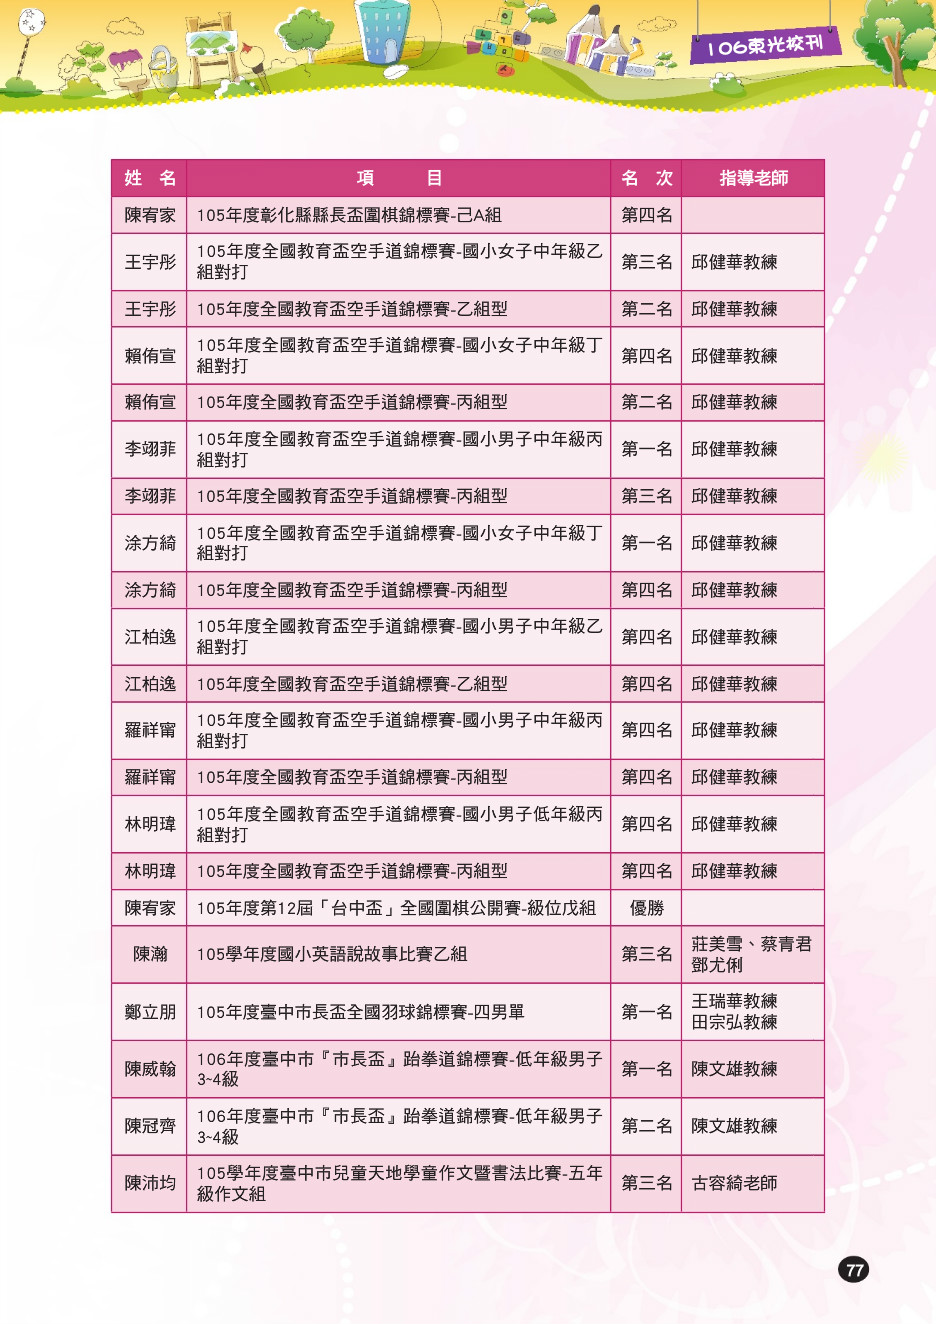 106東光校刊
姓 名 項 目 名 次 指導老師
陳宥家 105年度彰化縣縣長盃圍棋錦標賽-己A組 第四名
王宇彤 105年度全國教育盃空手道錦標賽-國小女子中年級乙
組對打 第三名 邱健華教練
王宇彤 105年度全國教育盃空手道錦標賽-乙組型 第二名 邱健華教練
賴侑宣 105年度全國教育盃空手道錦標賽-國小女子中年級丁
組對打 第四名 邱健華教練
賴侑宣 105年度全國教育盃空手道錦標賽-丙組型 第二名 邱健華教練
李翊菲 105年度全國教育盃空手道錦標賽-國小男子中年級丙
組對打 第一名 邱健華教練
李翊菲 105年度全國教育盃空手道錦標賽-丙組型 第三名 邱健華教練
涂方綺 105年度全國教育盃空手道錦標賽-國小女子中年級丁
組對打 第一名 邱健華教練
涂方綺 105年度全國教育盃空手道錦標賽-丙組型 第四名 邱健華教練
江柏逸 105年度全國教育盃空手道錦標賽-國小男子中年級乙
組對打 第四名 邱健華教練
江柏逸 105年度全國教育盃空手道錦標賽-乙組型 第四名 邱健華教練
羅祥甯 105年度全國教育盃空手道錦標賽-國小男子中年級丙
組對打 第四名 邱健華教練
羅祥甯 105年度全國教育盃空手道錦標賽-丙組型 第四名 邱健華教練
林明瑋 105年度全國教育盃空手道錦標賽-國小男子低年級丙
組對打 第四名 邱健華教練
林明瑋 105年度全國教育盃空手道錦標賽-丙組型 第四名 邱健華教練
陳宥家 105年度第12屆「台中盃」全國圍棋公開賽-級位戊組 優勝
陳瀚 105學年度國小英語說故事比賽乙組 第三名 莊美雪、蔡青君
鄧尤俐
鄭立朋 105年度臺中市長盃全國羽球錦標賽-四男單 第一名 王瑞華教練
田宗弘教練
陳威翰 106年度臺中市『市長盃』跆拳道錦標賽-低年級男子
3~4級 第一名 陳文雄教練
陳冠齊 106年度臺中市『市長盃』跆拳道錦標賽-低年級男子
3~4級 第二名 陳文雄教練
陳沛均 105學年度臺中市兒童天地學童作文暨書法比賽-五年
級作文組 第三名 古容綺老師
77